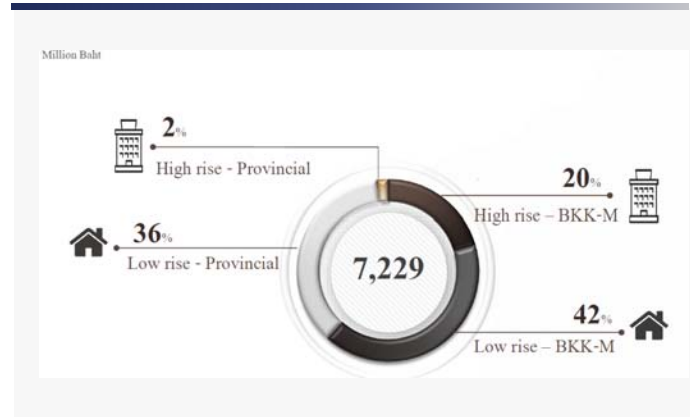 Million Baht
2%
High rise - Provincial
20%
High rise – BKK-M
36%
Low rise - Provincial
7,229
42%
Low rise – BKK-M